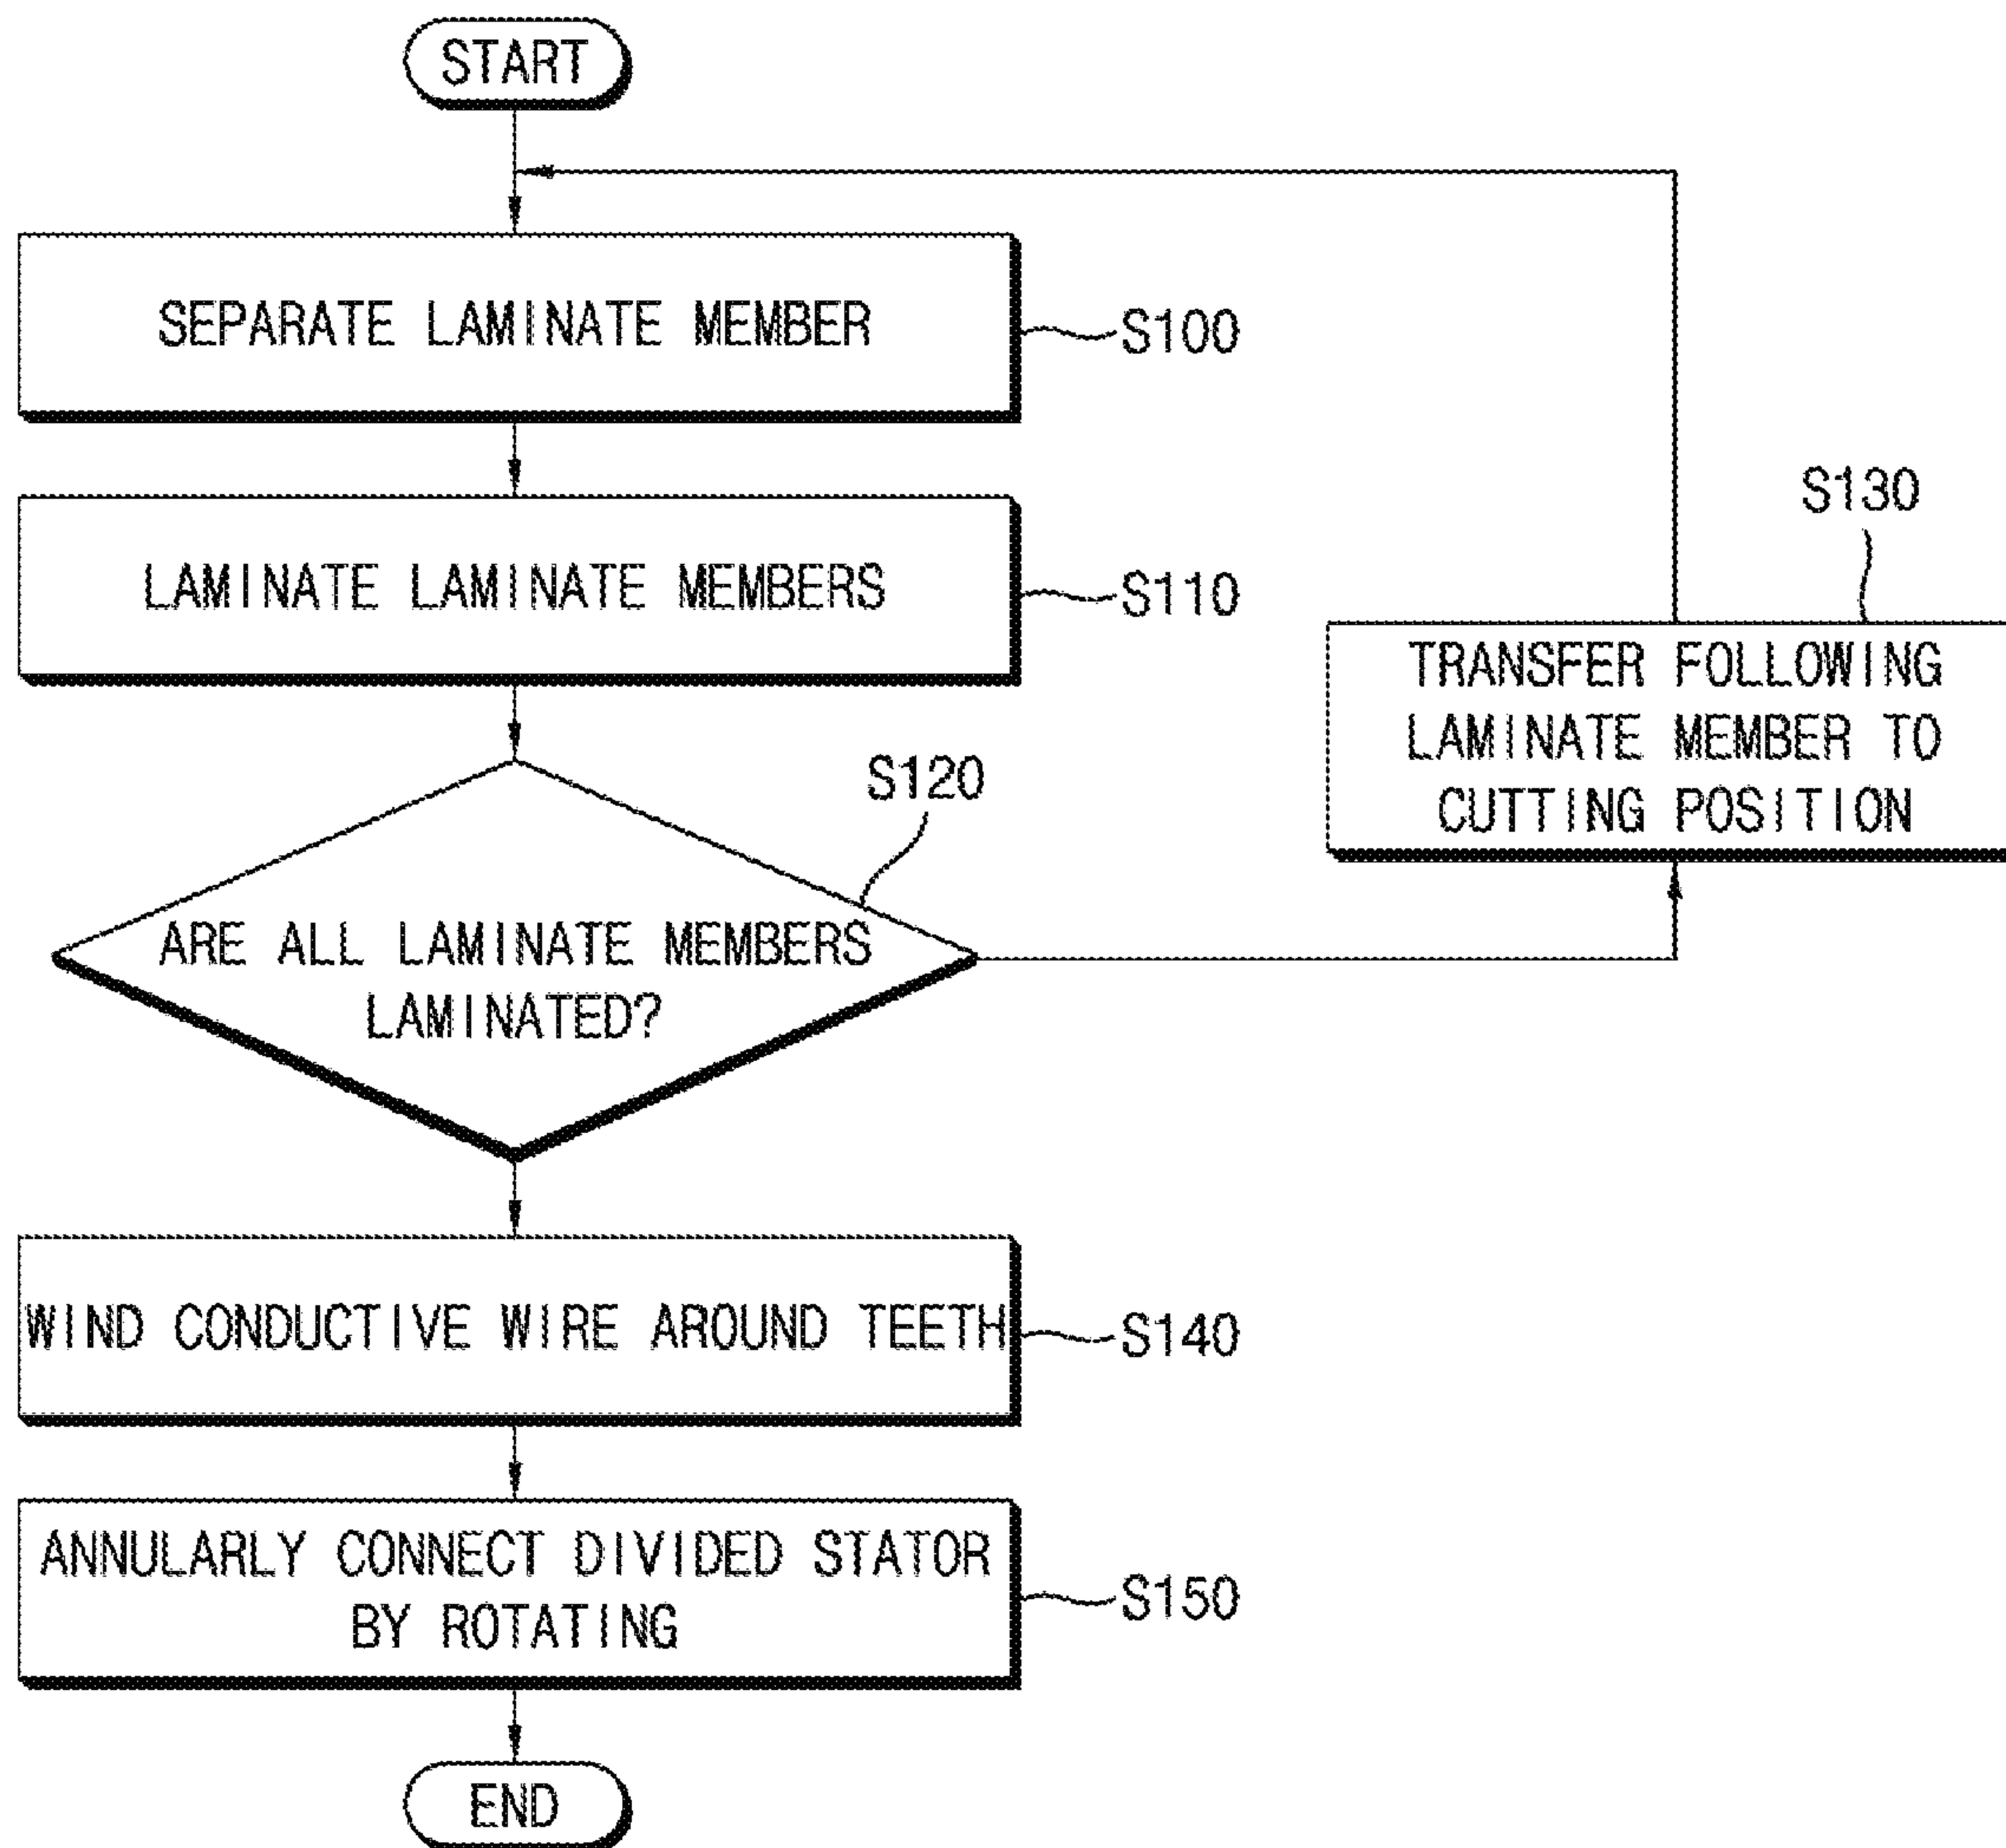 START
SEPARATE LAMINATE MEMBER
S100
LAMINATE LAMINATE MEMBERS
S110
S120
ARE ALL LAMINATE MEMBERS
LAMINATED?
S130
TRANSFER FOLLOWING
LAMINATE MEMBER TO
CUTTING POSITION
WIND CONDUCTIVE WIRE AROUND TEETH
S140
ANNULARLY CONNECT DIVIDED STATOR
BY ROTATING
S150
END